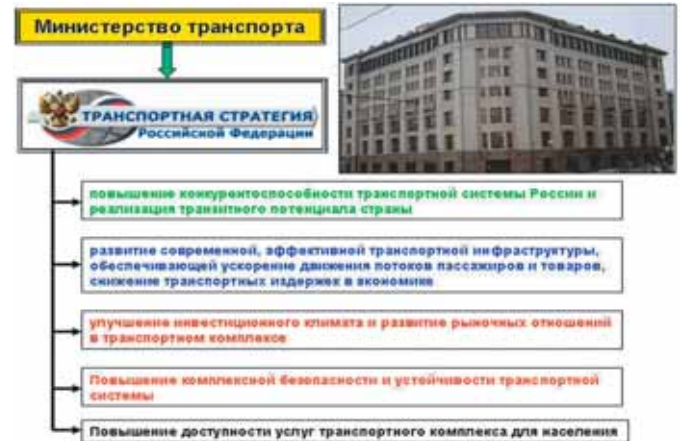 Министерство транспорта
ТРАНСПОРТНАЯ СТРАТЕГИЯ
Российской Федерации
повышение конкурентоспособности транспортной системы России и
реализация транзитного потенциала страны
развитие современной, эффективной транспортной инфраструктуры,
обеспечивающей ускорение движения потоков пассажиров и товаров,
снижение транспортных издержек в экономике
улучшение инвестиционного климата и развитие рыночных отношений
в транспортном комплексе
Повышение комплексной безопасности и устойчивости транспортной
системы
Повышение доступности услуг транспортного комплекса для населения